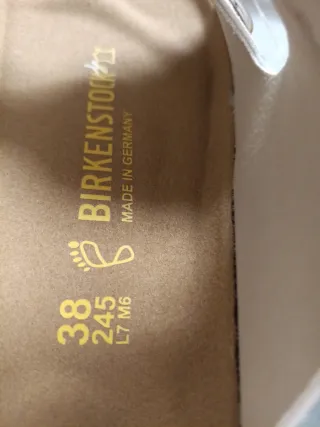 BIRKENSTOCK
MADE IN GERMANY
38
245
L7 M6